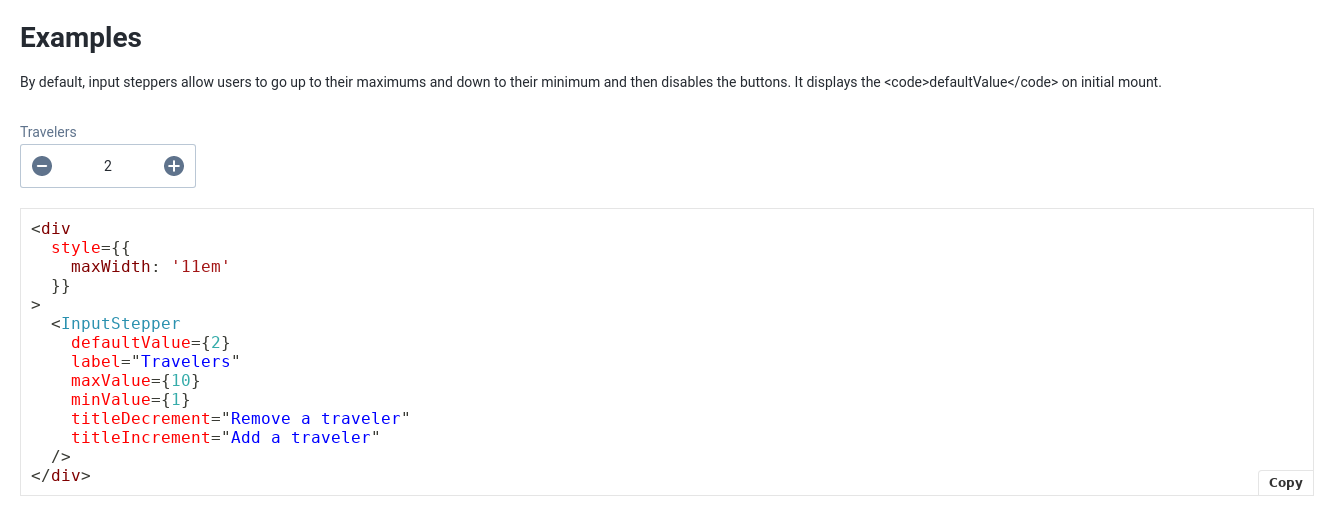 Examples
By default, input steppers allow users to go up to their maximums and down to their minimum and then disables the buttons. It displays the <code>defaultValue</code> on initial mount.
Travelers
2
<div
  style={{
    maxWidth: '11em'
  }}
>
  <InputStepper
    defaultValue={2}
    label="Travelers"
    maxValue={10}
    minValue={1}
    titleDecrement="Remove a traveler"
    titleIncrement="Add a traveler"
  />
</div>
Copy